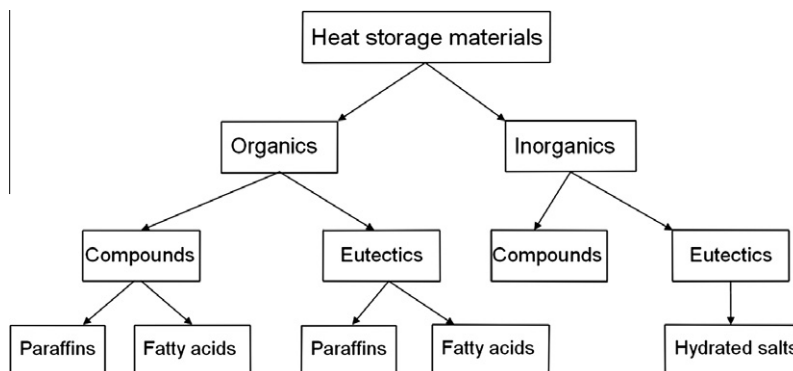 Heat storage materials
Organics
Inorganics
Compounds
Eutectics
Compounds
Eutectics
Paraffins
Fatty acids
Paraffins
Fatty acids
Hydrated salts